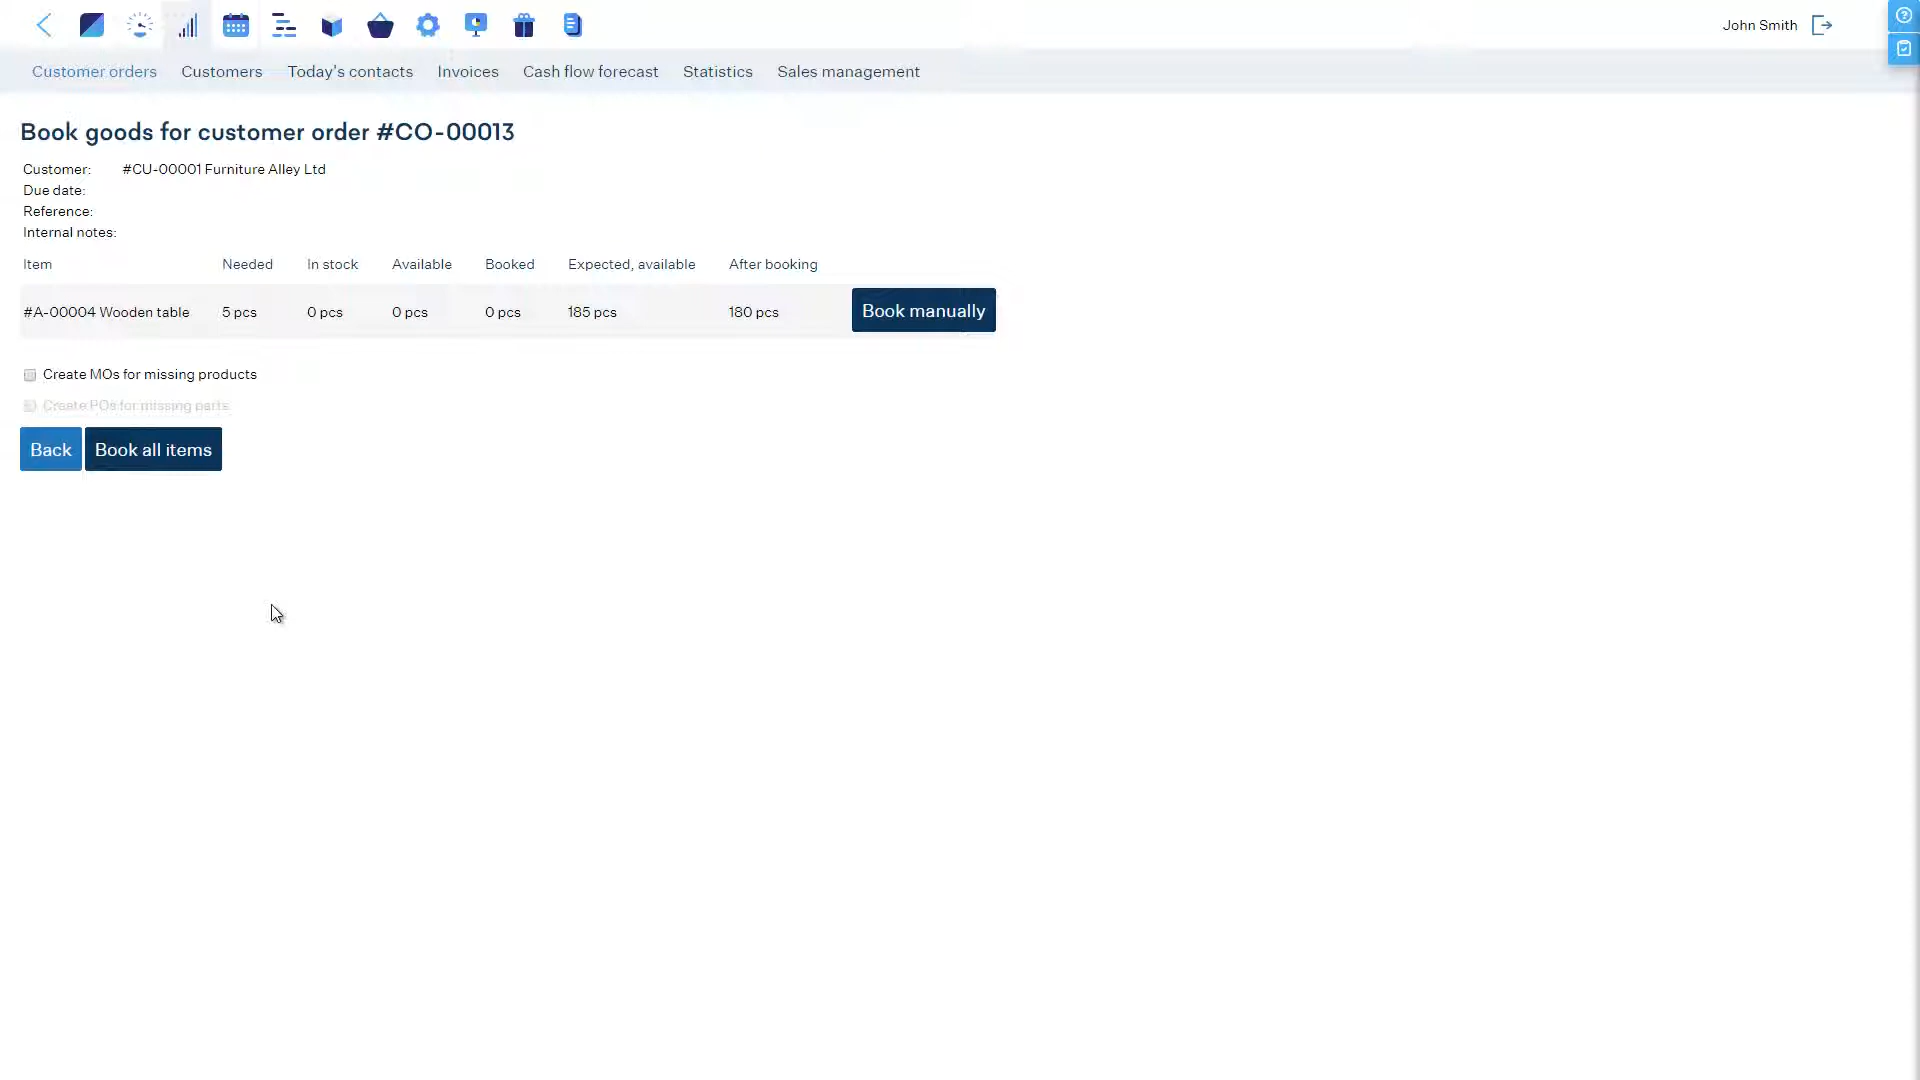 John Smith
Customer orders Customers Today's contacts Invoices Cash flow forecast Statistics Sales management
Book goods for customer order #CO-00013
Customer: #CU-00001 Furniture Alley Ltd
Due date:
Reference:
Internal notes:
Item Needed In stock Available Booked Expected, available After booking
#A-00004 Wooden table 5 pcs 0 pcs 0 pcs 0 pcs 185 pcs 180 pcs Book manually
Create MOs for missing products
Create POs for missing parts
Back Book all items